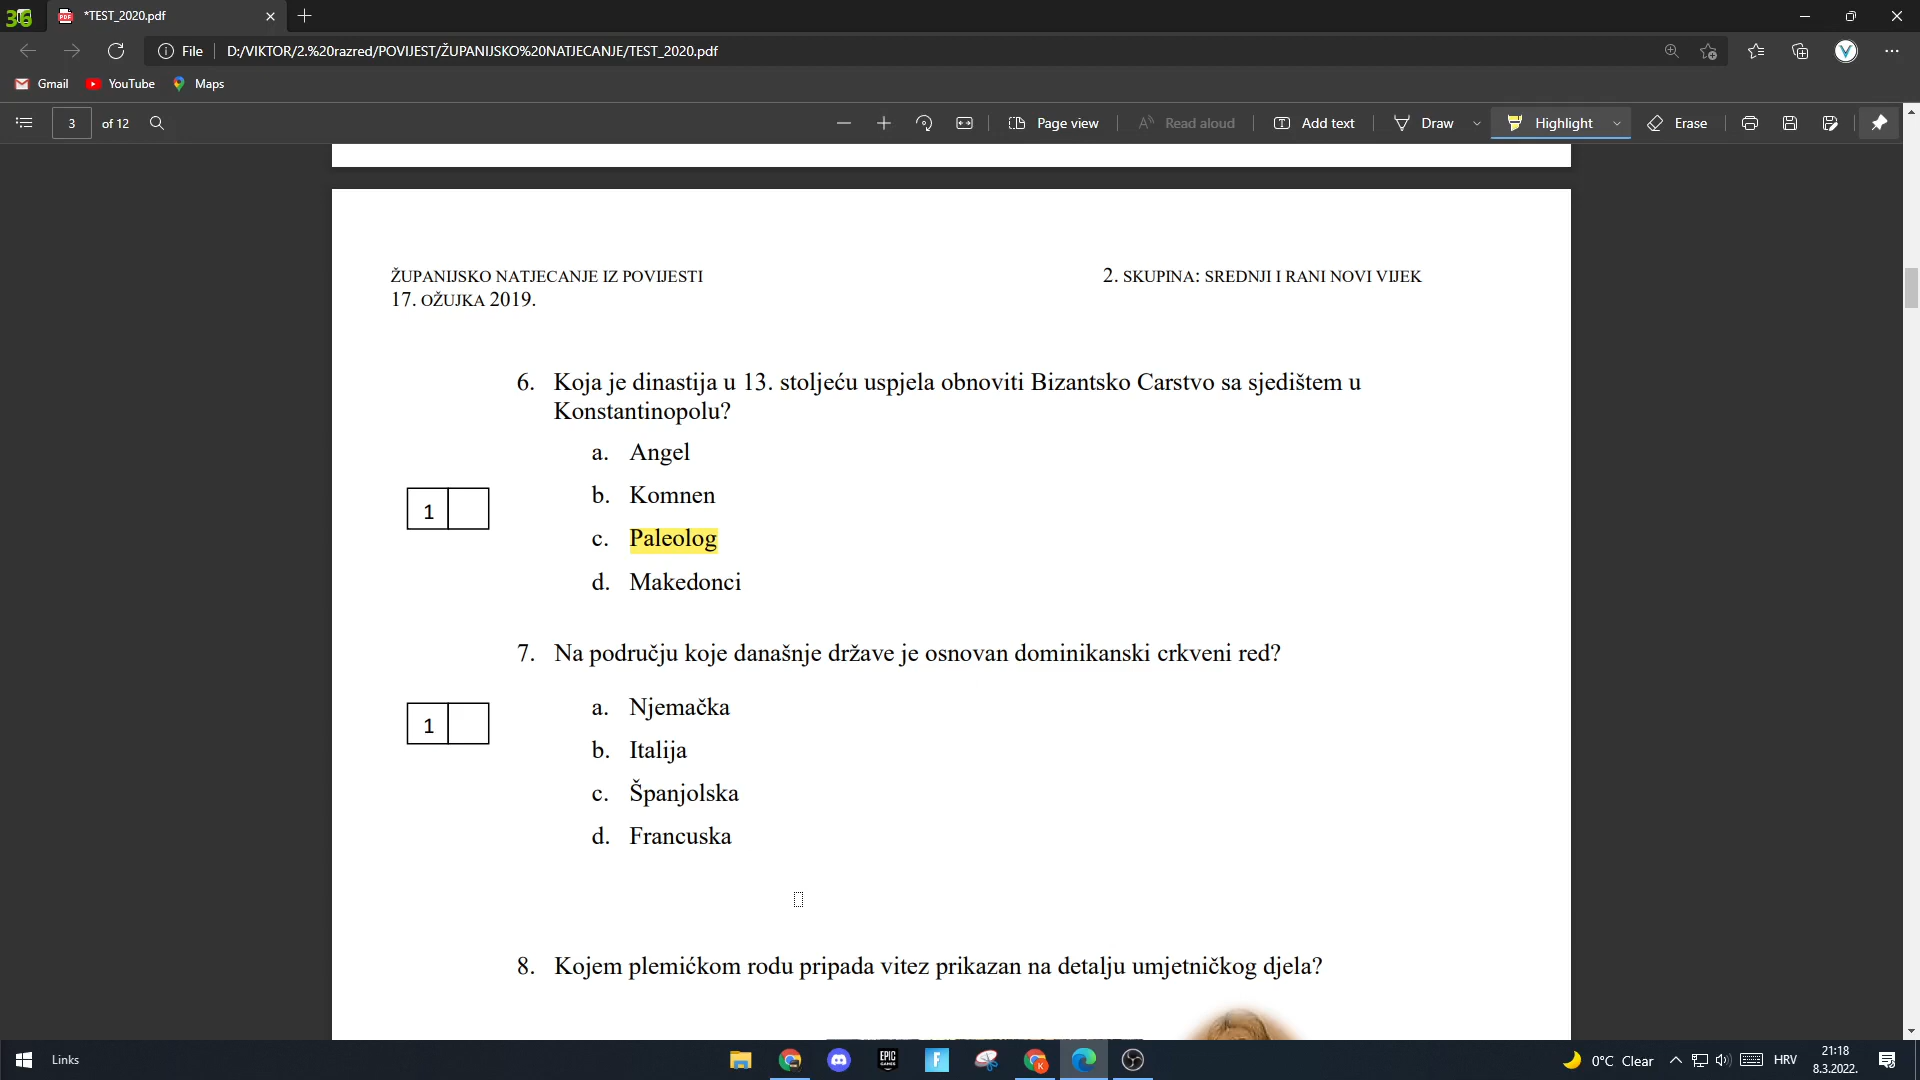 36
*TEST_2020.pdf
File
D:/VIKTOR/2.%20razred/POVIJEST/ŽUPANIJSKO%20NATJECANJE/TEST_2020.pdf
V
Gmail
YouTube
Maps
3 of 12
Page view
Read aloud
Add text
Draw
Highlight
Erase
ŽUPANIJSKO NATJECANJE IZ POVIJESTI
2. SKUPINA: SREDNJI I RANI NOVI VIJEK
17. OŽUJKA 2019.
6. Koja je dinastija u 13. stoljeću uspjela obnoviti Bizantsko Carstvo sa sjedištem u
Konstantinopolu?
a. Angel
b. Komnen
1
c. Paleolog
d. Makedonci
7. Na području koje današnje države je osnovan dominikanski crkveni red?
a. Njemačka
1
b. Italija
c. Španjolska
d. Francuska
8. Kojem plemićkom rodu pripada vitez prikazan na detalju umjetničkog djela?
Links
EPIC
GAMES
K
0°C Clear
HRV
21:18
8.3.2022.